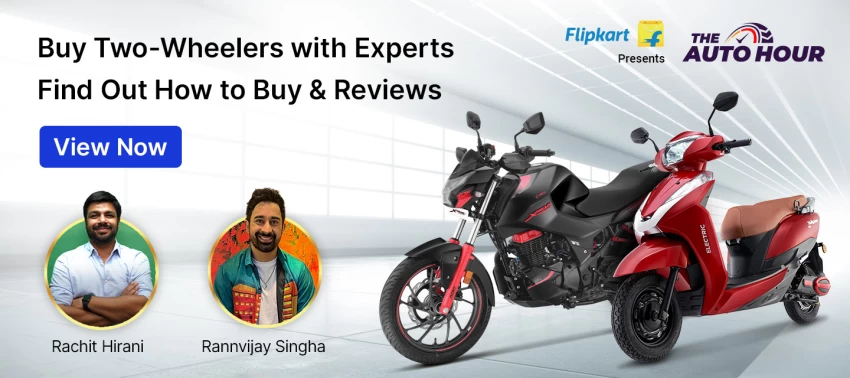 Buy Two-Wheelers with Experts
Find Out How to Buy & Reviews
View Now
Flipkart
Presents
THE
AUTO HOUR
Rachit Hirani
Rannvijay Singha
ELECTRIC